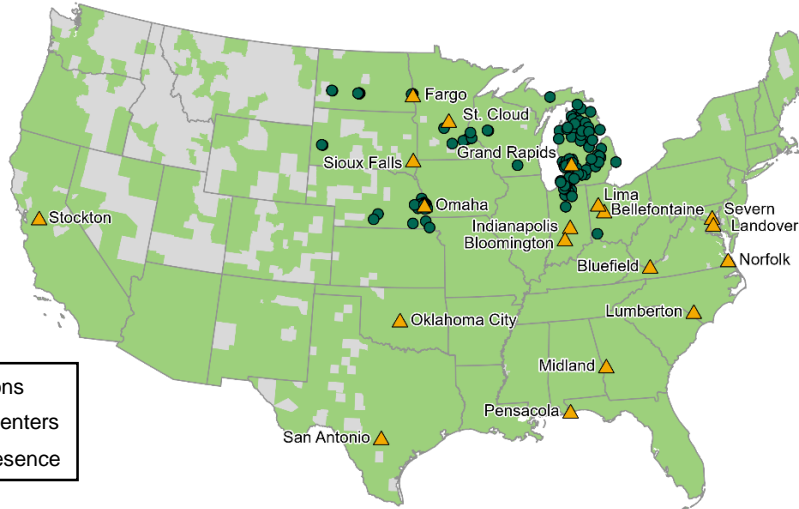 Fargo
St. Cloud
Grand Rapids
Sioux Falls
Lima
Bellefontaine
Severn
Landover
Omaha
Stockton
Indianapolis
Bloomington
Norfolk
Bluefield
Lumberton
Oklahoma City
Midland
Pensacola
San Antonio
ons
enters
esence